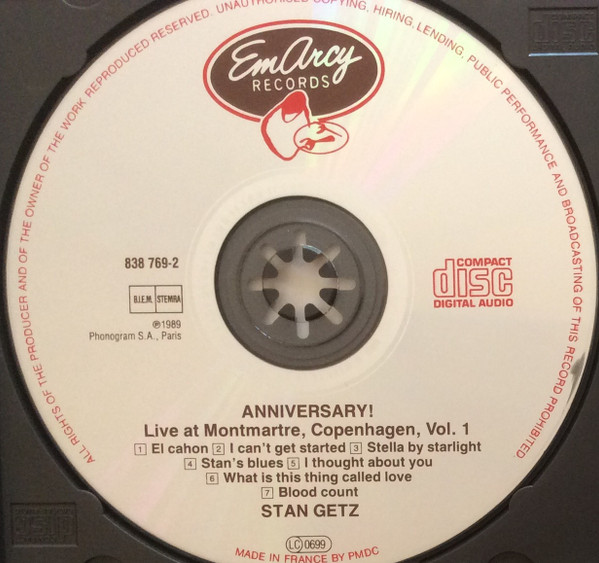 ALL RIGHTS OF THE PRODUCER AND OF THE OWNER OF THE WORK REPRODUCED RESERVED. UNAUTHORISED COPYING, HIRING, LENDING, PUBLIC PERFORMANCE AND BROADCASTING OF THIS RECORD PROHIBITED
EmArcy
RECORDS
838 769-2
B.I.E.M. STEMRA
℗1989
Phonogram S.A., Paris
COMPACT
disc
DIGITAL AUDIO
ANNIVERSARY!
Live at Montmartre, Copenhagen, Vol. 1
1 El cahon 2 I can't get started 3 Stella by starlight
4 Stan's blues 5 I thought about you
6 What is this thing called love
7 Blood count
STAN GETZ
LC 0699
MADE IN FRANCE BY PMDC